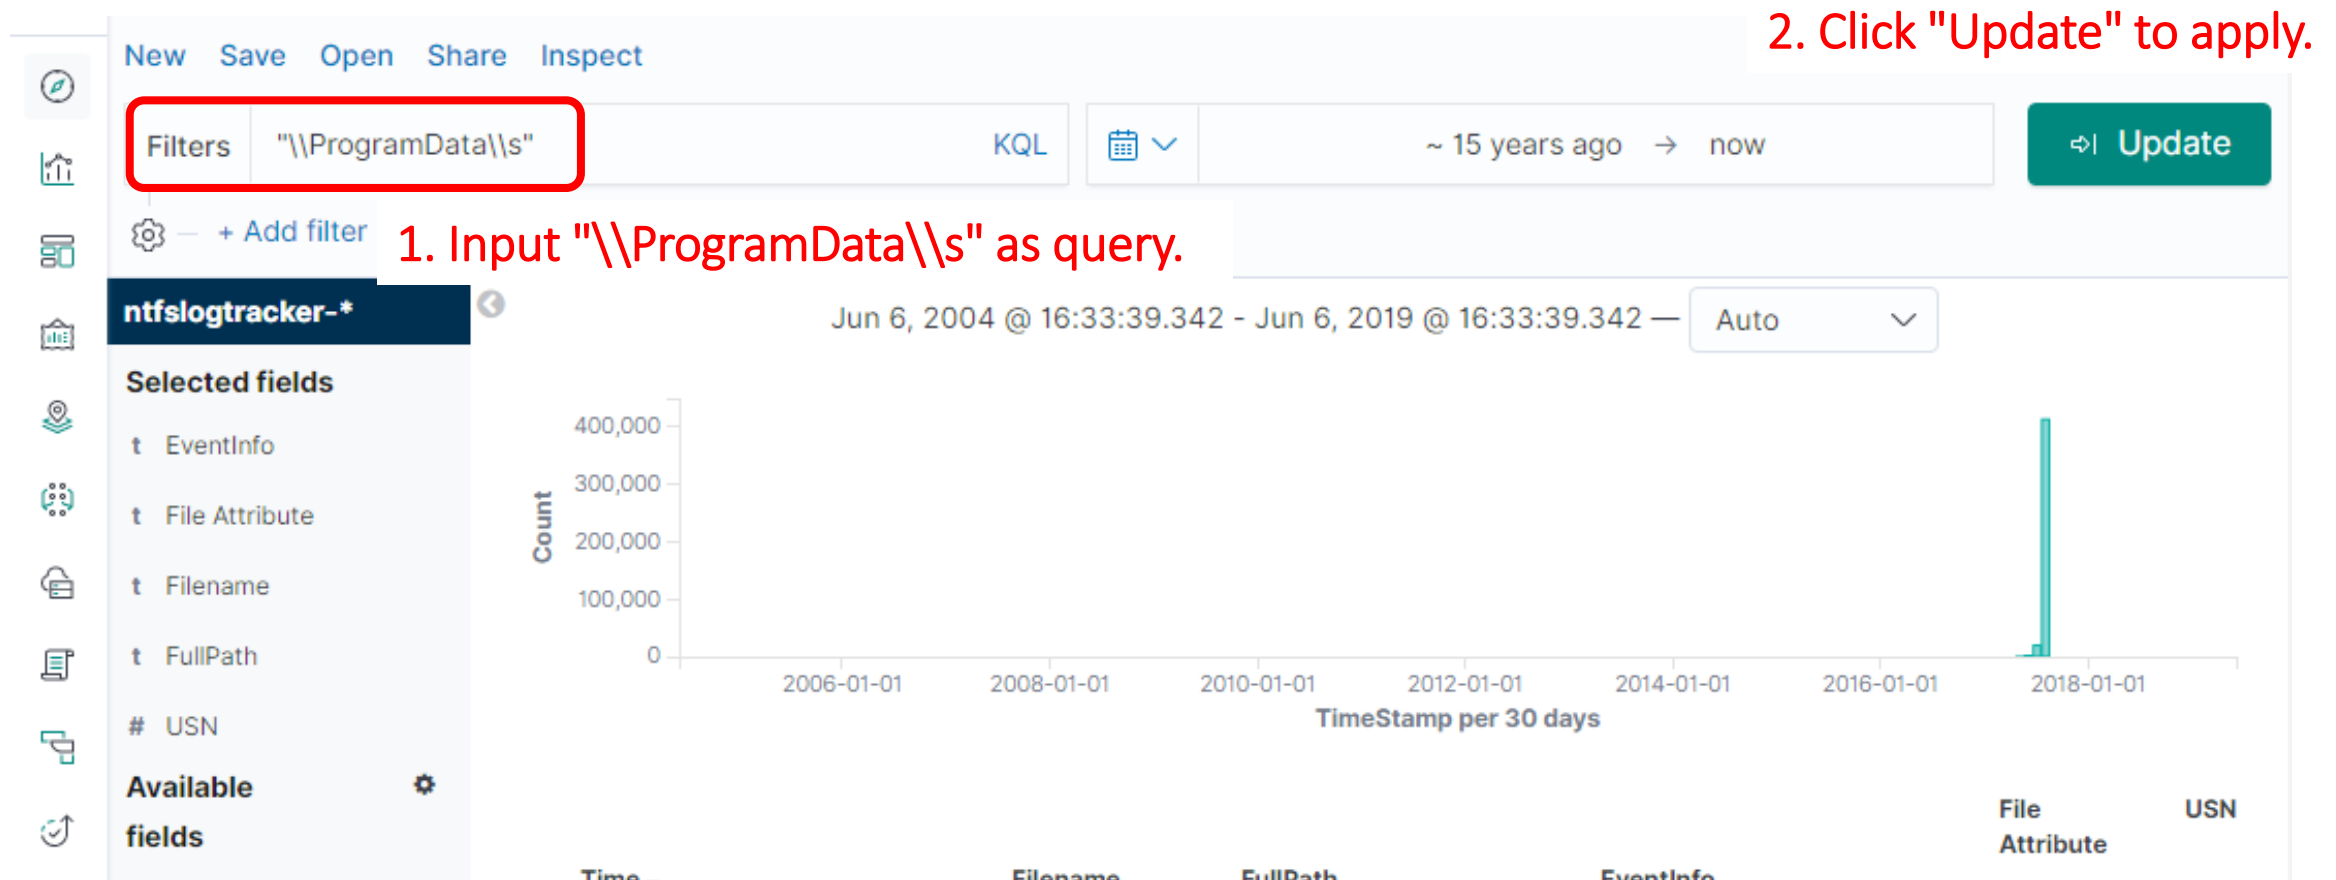 2. Click "Update" to apply.
New Save Open Share Inspect
Filters "\\ProgramData\\s" KQL ~ 15 years ago → now Update
+ Add filter
1. Input "\\ProgramData\\s" as query.
ntfslogtracker-*
Jun 6, 2004 @ 16:33:39.342 - Jun 6, 2019 @ 16:33:39.342 — Auto
Selected fields
t EventInfo
t File Attribute
t Filename
t FullPath
# USN
Available
fields
400,000
300,000
200,000
100,000
0
Count
2006-01-01 2008-01-01 2010-01-01 2012-01-01 2014-01-01 2016-01-01 2018-01-01
TimeStamp per 30 days
File USN
Attribute
Time Filename FullPath EventInfo